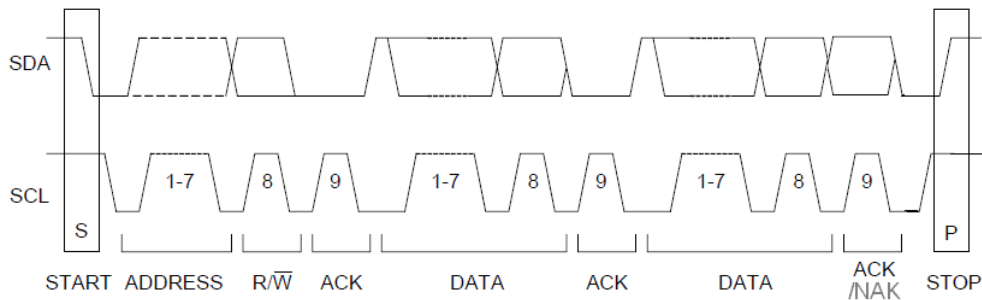 SDA
SCL
1-7 8 9 1-7 8 9 1-7 8 9
S P
START ADDRESS R/W̅ ACK DATA ACK DATA ACK /NAK STOP